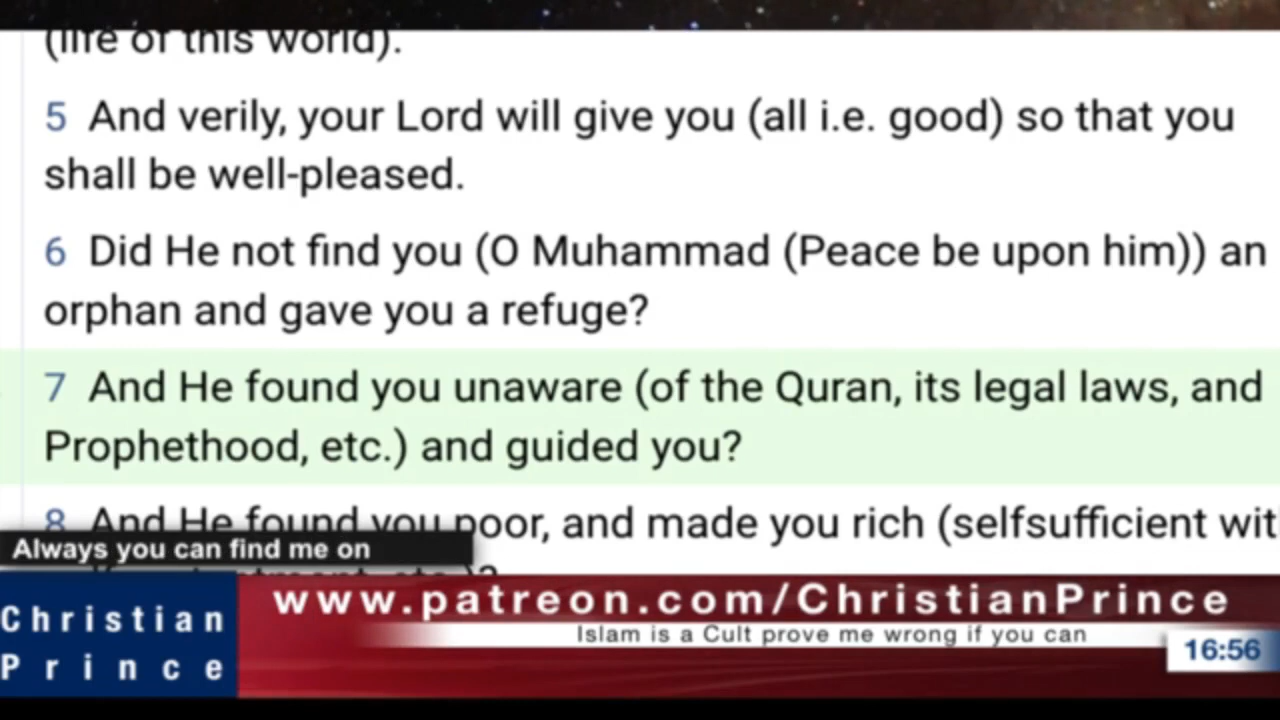 (life of this world).
5 And verily, your Lord will give you (all i.e. good) so that you
shall be well-pleased.
6 Did He not find you (O Muhammad (Peace be upon him)) an
orphan and gave you a refuge?
7 And He found you unaware (of the Quran, its legal laws, and
Prophethood, etc.) and guided you?
8 And He found you poor, and made you rich (selfsufficient wit
Always you can find me on
Christian
Prince
www.patreon.com/ChristianPrince
Islam is a Cult prove me wrong if you can
16:56